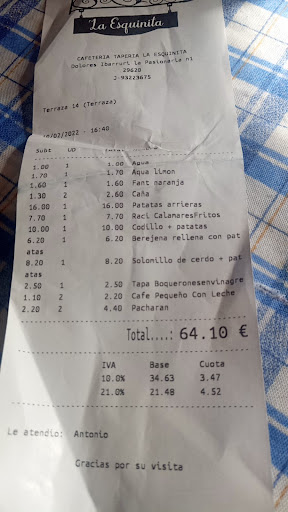 La Esquinita
CAFETERIA TAPERIA LA ESQUINITA
Dolores Ibarruri le Pasionaria n1
29620
Z-93223675
Terraza 14 (Terraza)
10/02/2022 - 16:40
Subt UD Total
1.00 1 1.00 Agua
1.70 1 1.70 Aqua limon
1.60 1 1.60 Fant naranja
1.30 2 2.60 Caña
16.00 1 16.00 Patatas arrieras
7.70 1 7.70 Raci CalamaresFritos
10.00 1 10.00 Codillo + patatas
6.20 1 6.20 Berejena rellena con pat
atas
8.20 1 8.20 Solomillo de cerdo + pat
atas
2.50 1 2.50 Tapa Boqueronesenvinagre
1.10 2 2.20 Cafe Pequeño Con Leche
2.20 2 4.40 Pacharan
Total....: 64.10 €
IVA Base Cuota
10.0% 34.63 3.47
21.0% 21.48 4.52
Le atendio: Antonio
Gracias por su visita